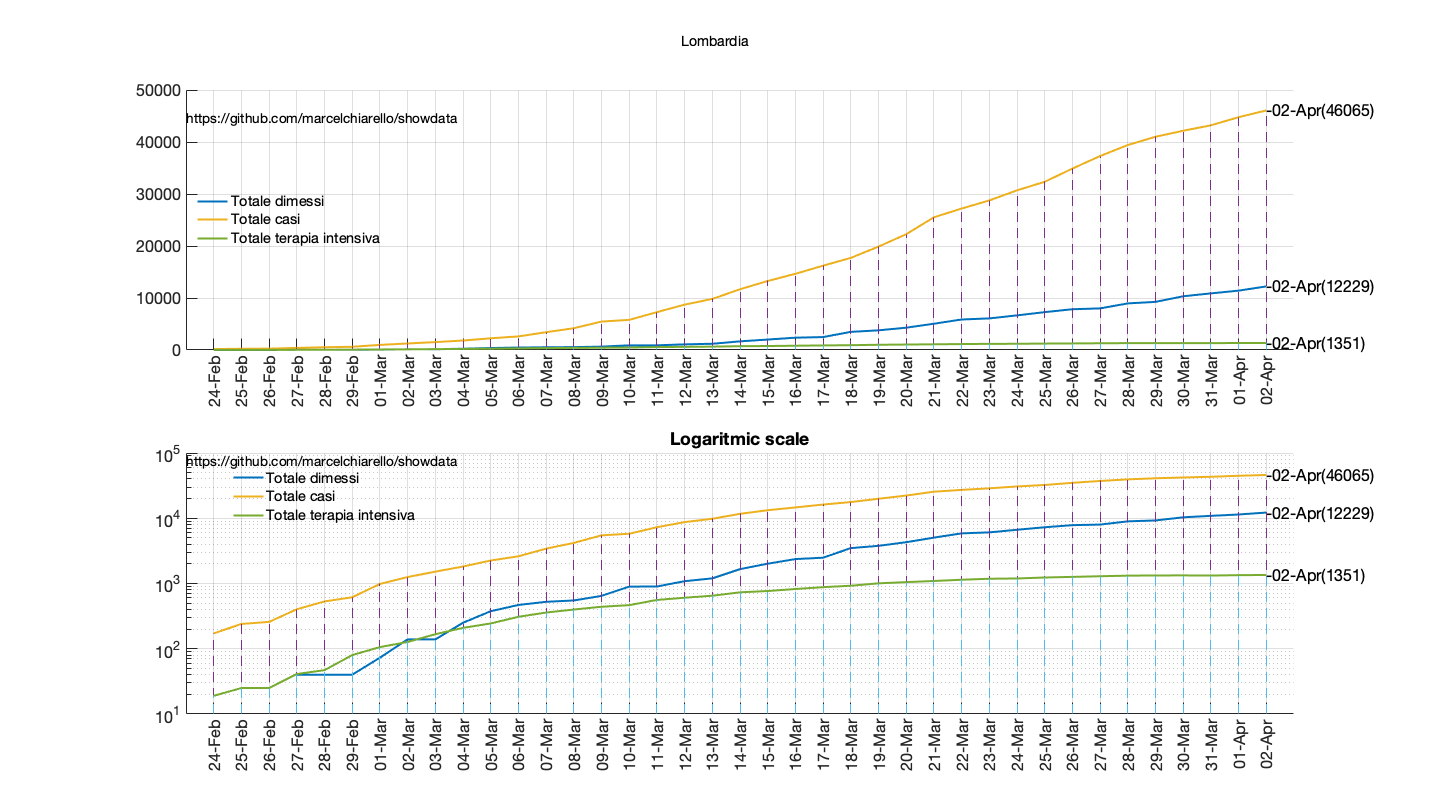 Lombardia
50000
40000
30000
20000
10000
0
https://github.com/marcelchiarello/showdata
Totale dimessi
Totale casi
Totale terapia intensiva
-02-Apr(46065)
-02-Apr(12229)
-02-Apr(1351)
24-Feb
25-Feb
26-Feb
27-Feb
28-Feb
29-Feb
01-Mar
02-Mar
03-Mar
04-Mar
05-Mar
06-Mar
07-Mar
08-Mar
09-Mar
10-Mar
11-Mar
12-Mar
13-Mar
14-Mar
15-Mar
16-Mar
17-Mar
18-Mar
19-Mar
20-Mar
21-Mar
22-Mar
23-Mar
24-Mar
25-Mar
26-Mar
27-Mar
28-Mar
29-Mar
30-Mar
31-Mar
01-Apr
02-Apr
Logaritmic scale
10^5
10^4
10^3
10^2
10^1
https://github.com/marcelchiarello/showdata
Totale dimessi
Totale casi
Totale terapia intensiva
-02-Apr(46065)
-02-Apr(12229)
-02-Apr(1351)
24-Feb
25-Feb
26-Feb
27-Feb
28-Feb
29-Feb
01-Mar
02-Mar
03-Mar
04-Mar
05-Mar
06-Mar
07-Mar
08-Mar
09-Mar
10-Mar
11-Mar
12-Mar
13-Mar
14-Mar
15-Mar
16-Mar
17-Mar
18-Mar
19-Mar
20-Mar
21-Mar
22-Mar
23-Mar
24-Mar
25-Mar
26-Mar
27-Mar
28-Mar
29-Mar
30-Mar
31-Mar
01-Apr
02-Apr